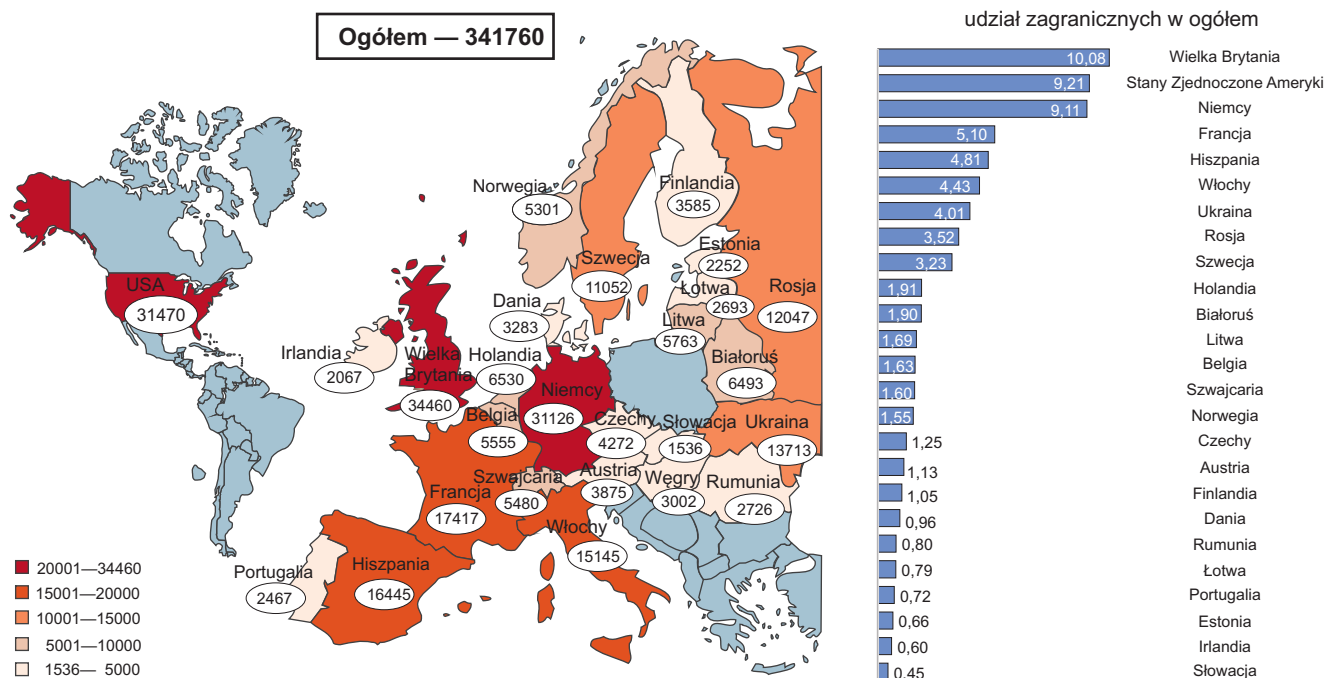 Ogółem — 341760
USA
31470
Norwegia
5301
Finlandia
3585
Szwecja
11052
Estonia
2252
Łotwa
2693
Rosja
12047
Dania
3283
Litwa
5763
Irlandia
2067
Wielka
Brytania
34460
Holandia
6530
Białoruś
6493
Niemcy
31126
Belgia
5555
Czechy
4272
Słowacja
1536
Ukraina
13713
Szwajcaria
5480
Austria
3875
Węgry
3002
Rumunia
2726
Francja
17417
Włochy
15145
Portugalia
2467
Hiszpania
16445
20001—34460
15001—20000
10001—15000
5001—10000
1536— 5000
udział zagranicznych w ogółem
10,08 Wielka Brytania
9,21 Stany Zjednoczone Ameryki
9,11 Niemcy
5,10 Francja
4,81 Hiszpania
4,43 Włochy
4,01 Ukraina
3,52 Rosja
3,23 Szwecja
1,91 Holandia
1,90 Białoruś
1,69 Litwa
1,63 Belgia
1,60 Szwajcaria
1,55 Norwegia
1,25 Czechy
1,13 Austria
1,05 Finlandia
0,96 Dania
0,80 Rumunia
0,79 Łotwa
0,72 Portugalia
0,66 Estonia
0,60 Irlandia
0,45 Słowacja